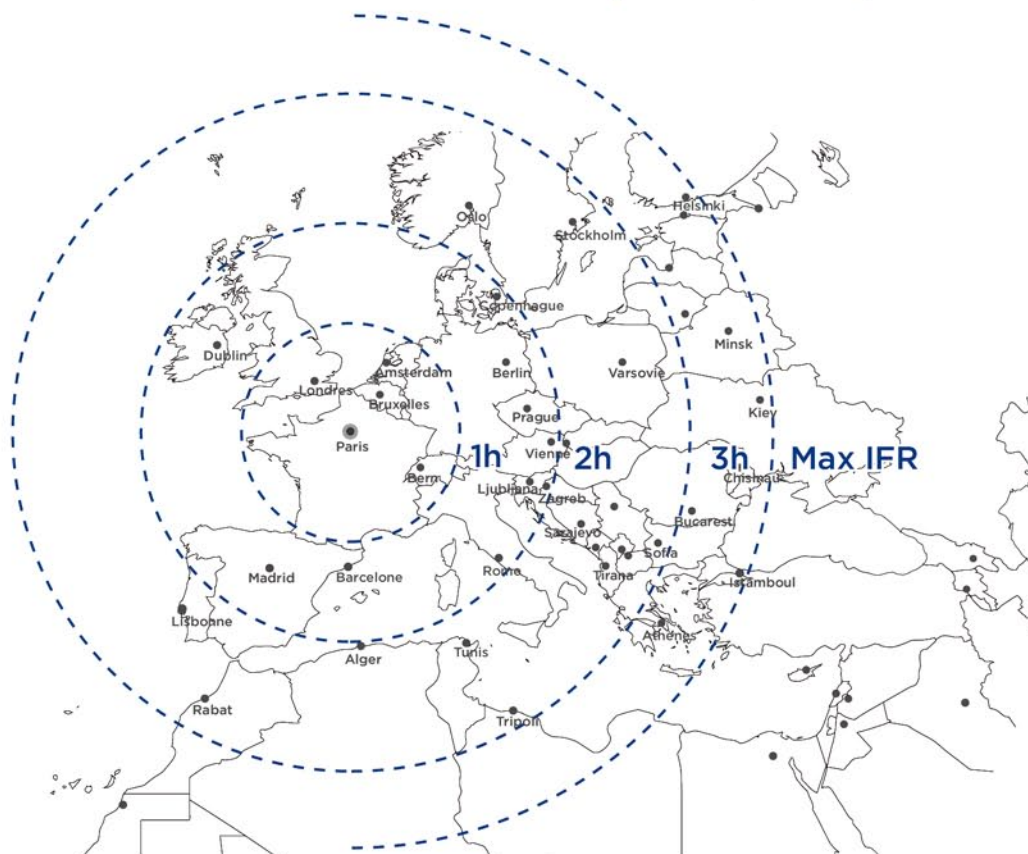 Oslo
Helsinki
Stockholm
Copenhague
Minsk
Dublin
Amsterdam
Berlin
Varsovie
Londres
Bruxelles
Kiev
Prague
Paris
Vienne
1h
2h
3h
Max IFR
Bern
Chisinau
Ljubljana
Zagreb
Bucarest
Sarajevo
Sofia
Rome
Madrid
Barcelone
Tirana
Istamboul
Lisbonne
Athènes
Alger
Tunis
Rabat
Tripoli